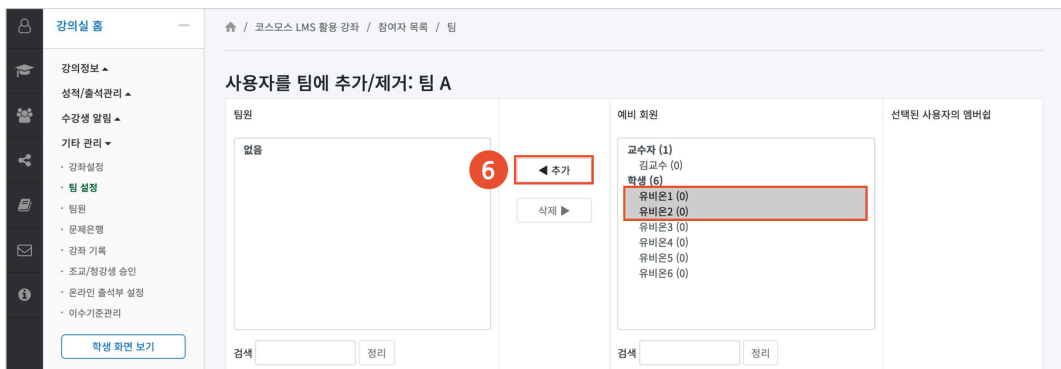 강의실 홈
/ 코스모스 LMS 활용 강좌 / 참여자 목록 / 팀
강의정보
성적/출석관리
수강생 알림
기타 관리
· 강좌설정
· 팀 설정
· 팀원
· 문제은행
· 강좌 기록
· 조교/청강생 승인
· 온라인 출석부 설정
· 이수기준관리
학생 화면 보기
사용자를 팀에 추가/제거: 팀 A
팀원
없음
검색 정리
6 ◀ 추가
삭제 ▶
예비 회원
교수자 (1)
김교수 (0)
학생 (6)
유비온1 (0)
유비온2 (0)
유비온3 (0)
유비온4 (0)
유비온5 (0)
유비온6 (0)
검색 정리
선택된 사용자의 멤버쉽